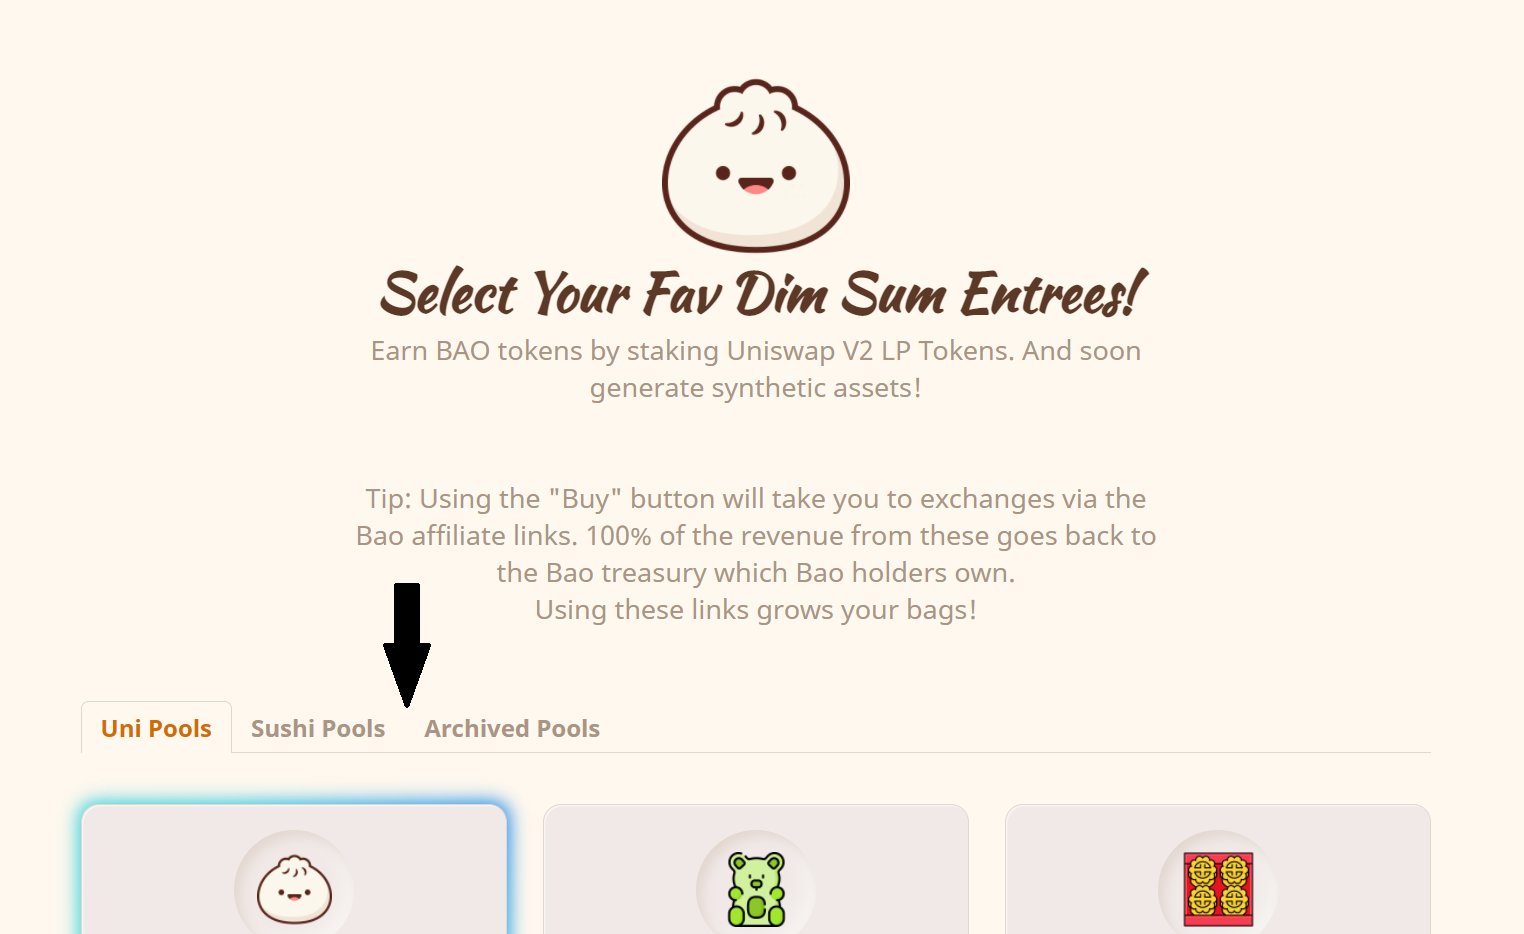 Select Your Fav Dim Sum Entrees!
Earn BAO tokens by staking Uniswap V2 LP Tokens. And soon
generate synthetic assets!
Tip: Using the "Buy" button will take you to exchanges via the
Bao affiliate links. 100% of the revenue from these goes back to
the Bao treasury which Bao holders own.
Using these links grows your bags!
Uni Pools Sushi Pools Archived Pools